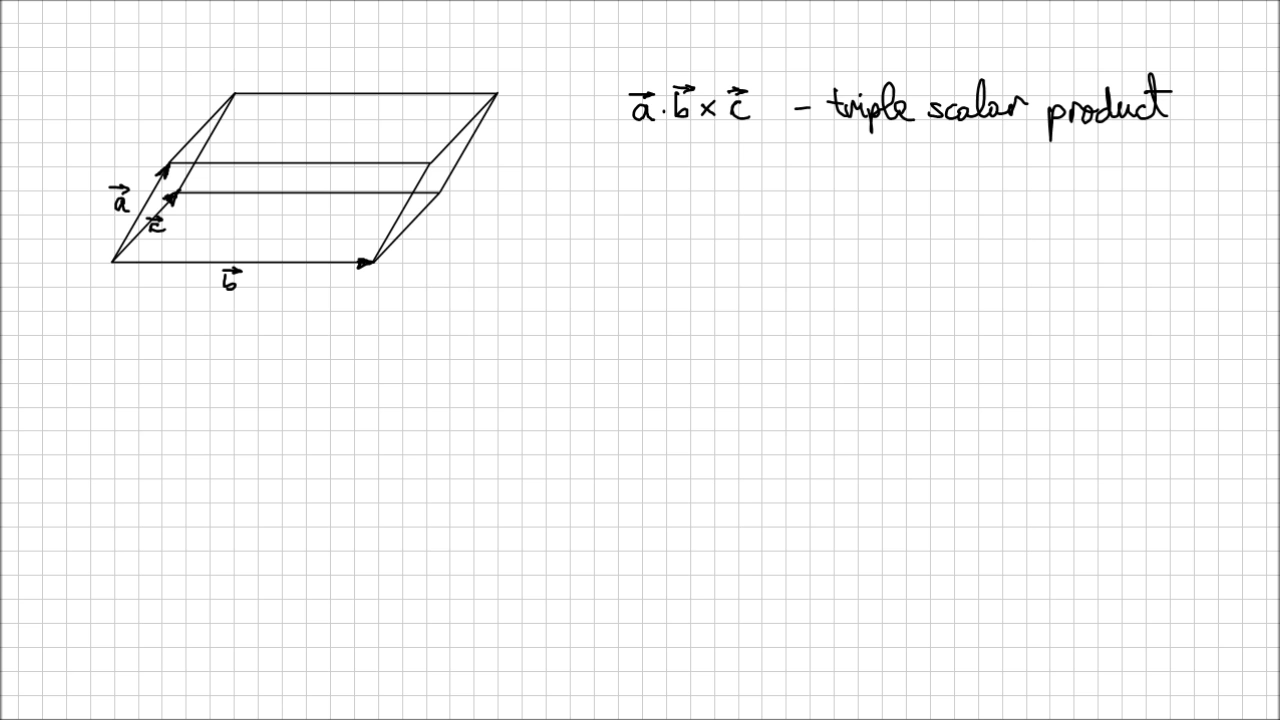 a⃗ · b⃗ × c⃗ – triple scalar product
a⃗
c⃗
b⃗